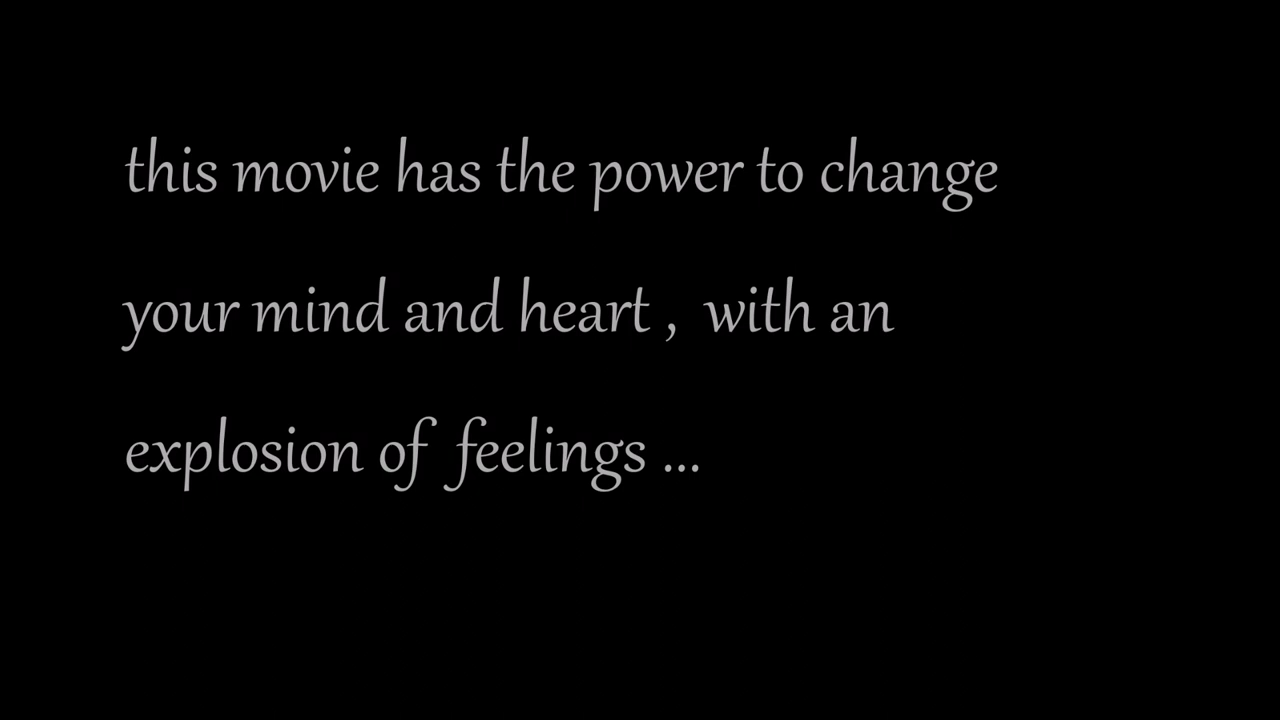 this movie has the power to change
your mind and heart , with an
explosion of feelings ...